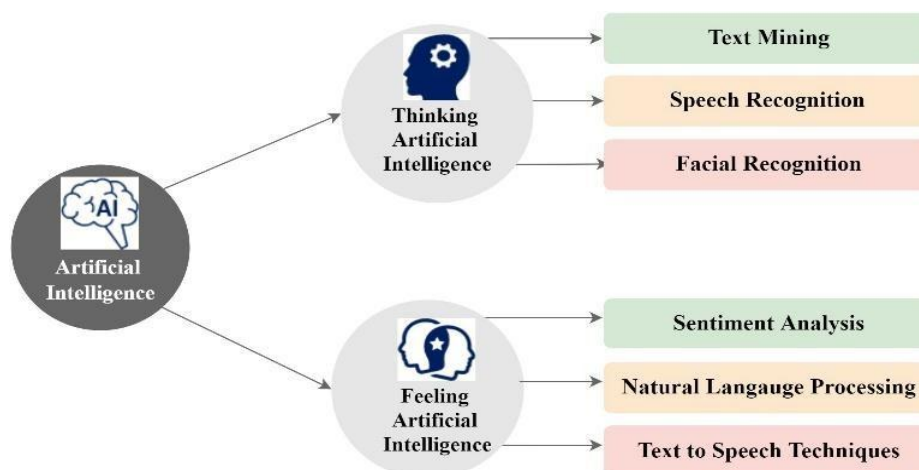 AI
Artificial
Intelligence
Thinking
Artificial
Intelligence
Text Mining
Speech Recognition
Facial Recognition
Feeling
Artificial
Intelligence
Sentiment Analysis
Natural Langauge Processing
Text to Speech Techniques